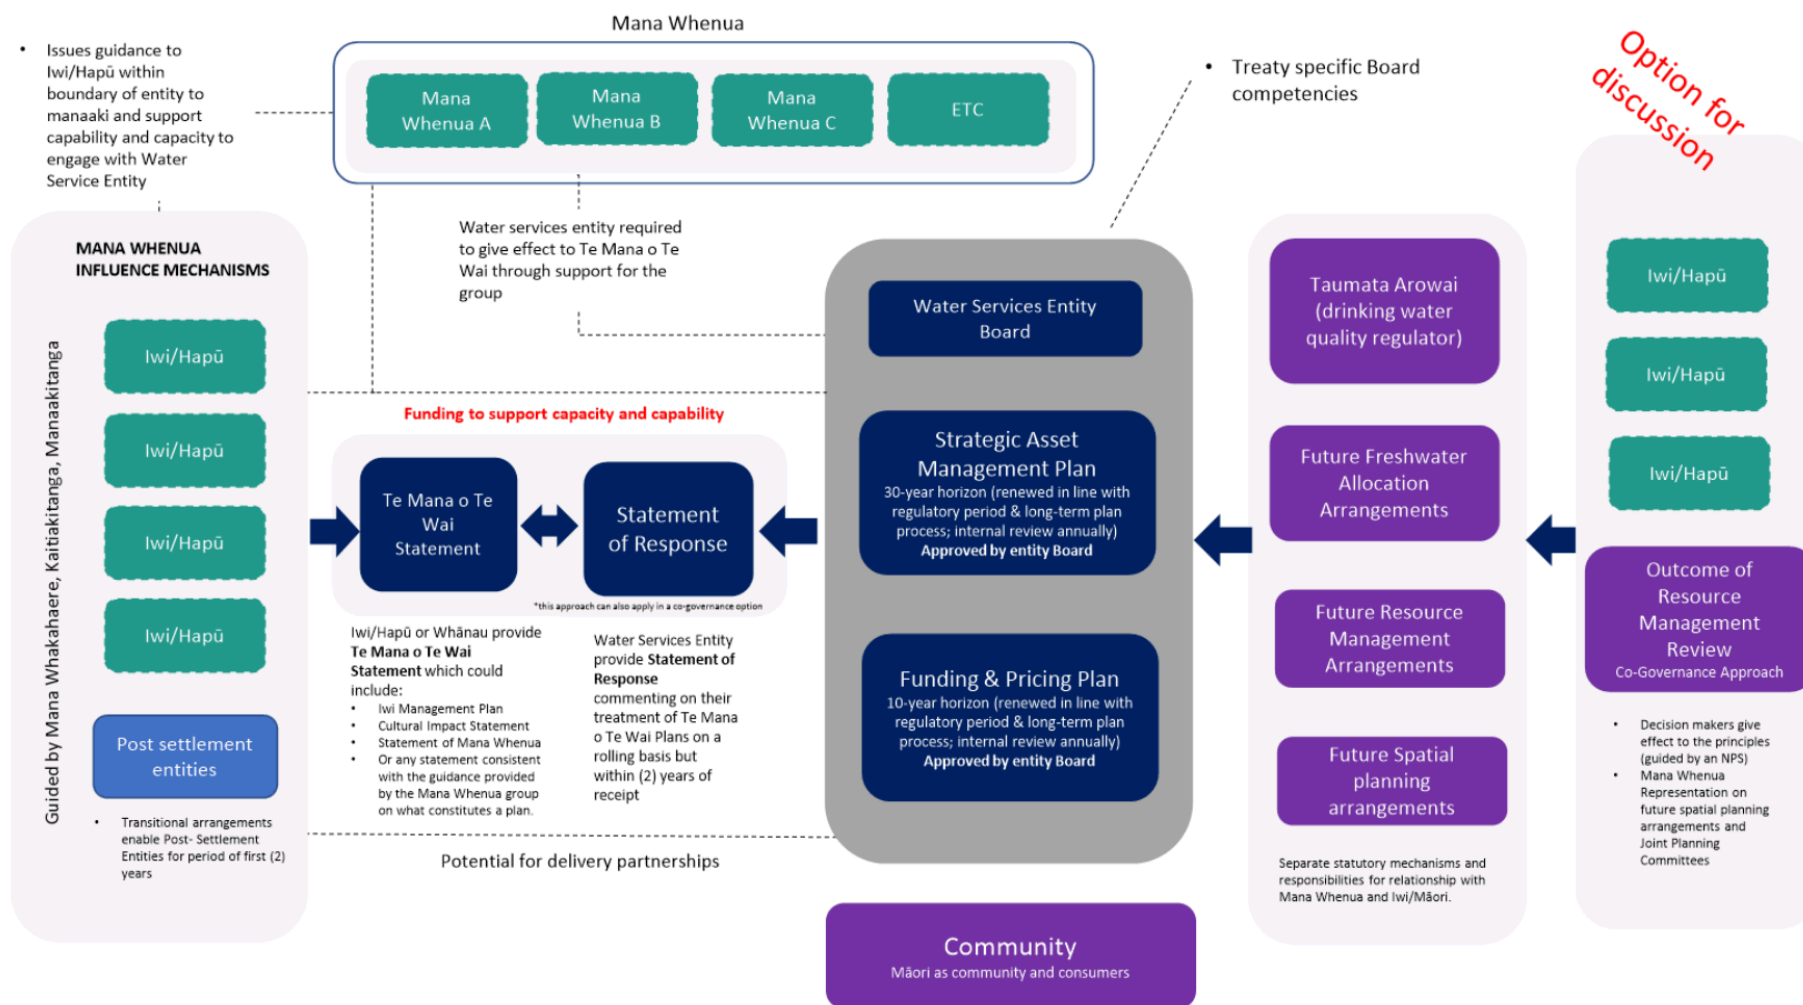 Mana Whenua
• Issues guidance to
Iwi/Hapū within
boundary of entity to
manaaki and support
capability and capacity to
engage with Water
Service Entity
Mana
Whenua A
Mana
Whenua B
Mana
Whenua C
ETC
• Treaty specific Board
competencies
Option for
discussion
MANA WHENUA
INFLUENCE MECHANISMS
Guided by Mana Whakahaere, Kaitiakitanga, Manaakitanga
Iwi/Hapū
Iwi/Hapū
Iwi/Hapū
Iwi/Hapū
Post settlement
entities
• Transitional arrangements
enable Post- Settlement
Entities for period of first (2)
years
Water services entity required
to give effect to Te Mana o Te
Wai through support for the
group
Funding to support capacity and capability
Te Mana o Te
Wai
Statement
Statement
of Response
*this approach can also apply in a co-governance option
Iwi/Hapū or Whānau provide
Te Mana o Te Wai
Statement which could
include:
• Iwi Management Plan
• Cultural Impact Statement
• Statement of Mana Whenua
• Or any statement consistent
with the guidance provided
by the Mana Whenua group
on what constitutes a plan.
Water Services Entity
provide Statement of
Response
commenting on their
treatment of Te Mana
o Te Wai Plans on a
rolling basis but
within (2) years of
receipt
Potential for delivery partnerships
Water Services Entity
Board
Strategic Asset
Management Plan
30-year horizon (renewed in line with
regulatory period & long-term plan
process; internal review annually)
Approved by entity Board
Funding & Pricing Plan
10-year horizon (renewed in line with
regulatory period & long-term plan
process; internal review annually)
Approved by entity Board
Community
Māori as community and consumers
Taumata Arowai
(drinking water
quality regulator)
Future Freshwater
Allocation
Arrangements
Future Resource
Management
Arrangements
Future Spatial
planning
arrangements
Separate statutory mechanisms and
responsibilities for relationship with
Mana Whenua and Iwi/Māori.
Iwi/Hapū
Iwi/Hapū
Iwi/Hapū
Outcome of
Resource
Management
Review
Co-Governance Approach
• Decision makers give
effect to the principles
(guided by an NPS)
• Mana Whenua
Representation on
future spatial planning
arrangements and
Joint Planning
Committees